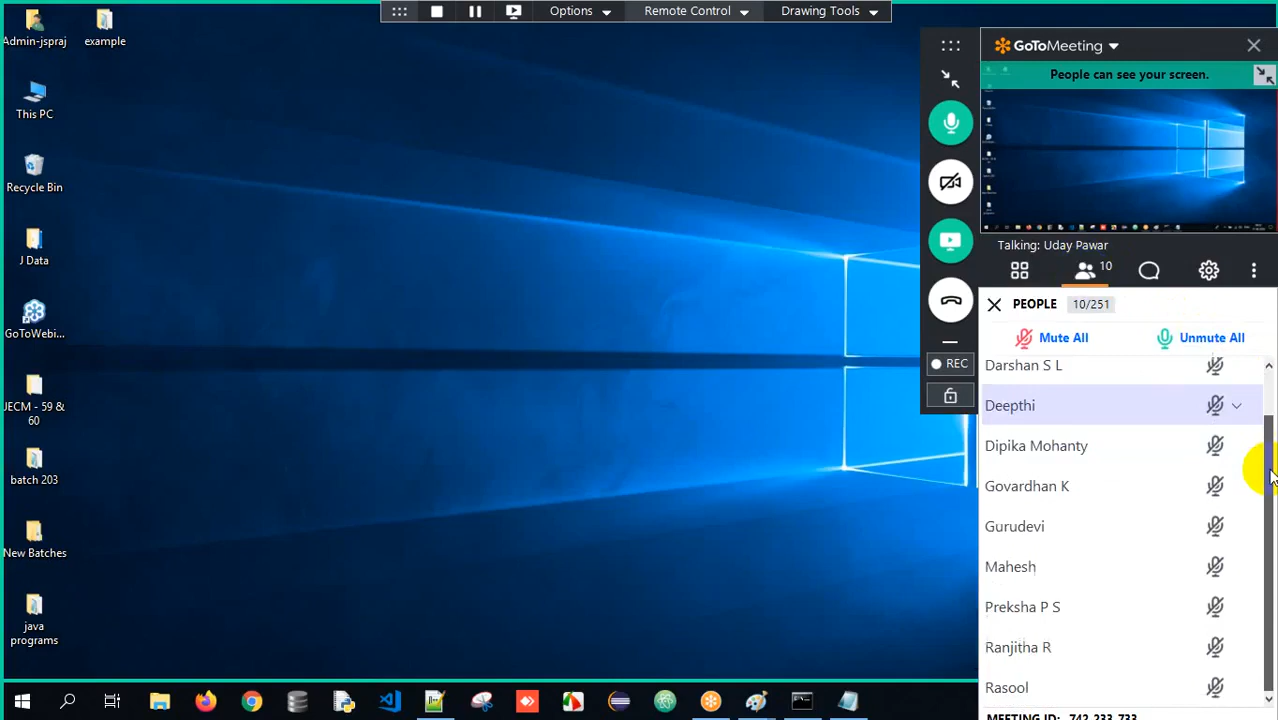 Options
Remote Control
Drawing Tools
Admin-jspraj
example
This PC
Recycle Bin
J Data
GoToWebi...
JECM - 59 &
60
batch 203
New Batches
java
programs
GoToMeeting
People can see your screen.
Talking: Uday Pawar
10
PEOPLE 10/251
Mute All
Unmute All
REC
Darshan S L
Deepthi
Dipika Mohanty
Govardhan K
Gurudevi
Mahesh
Preksha P S
Ranjitha R
Rasool
MEETING ID: 742-233-733